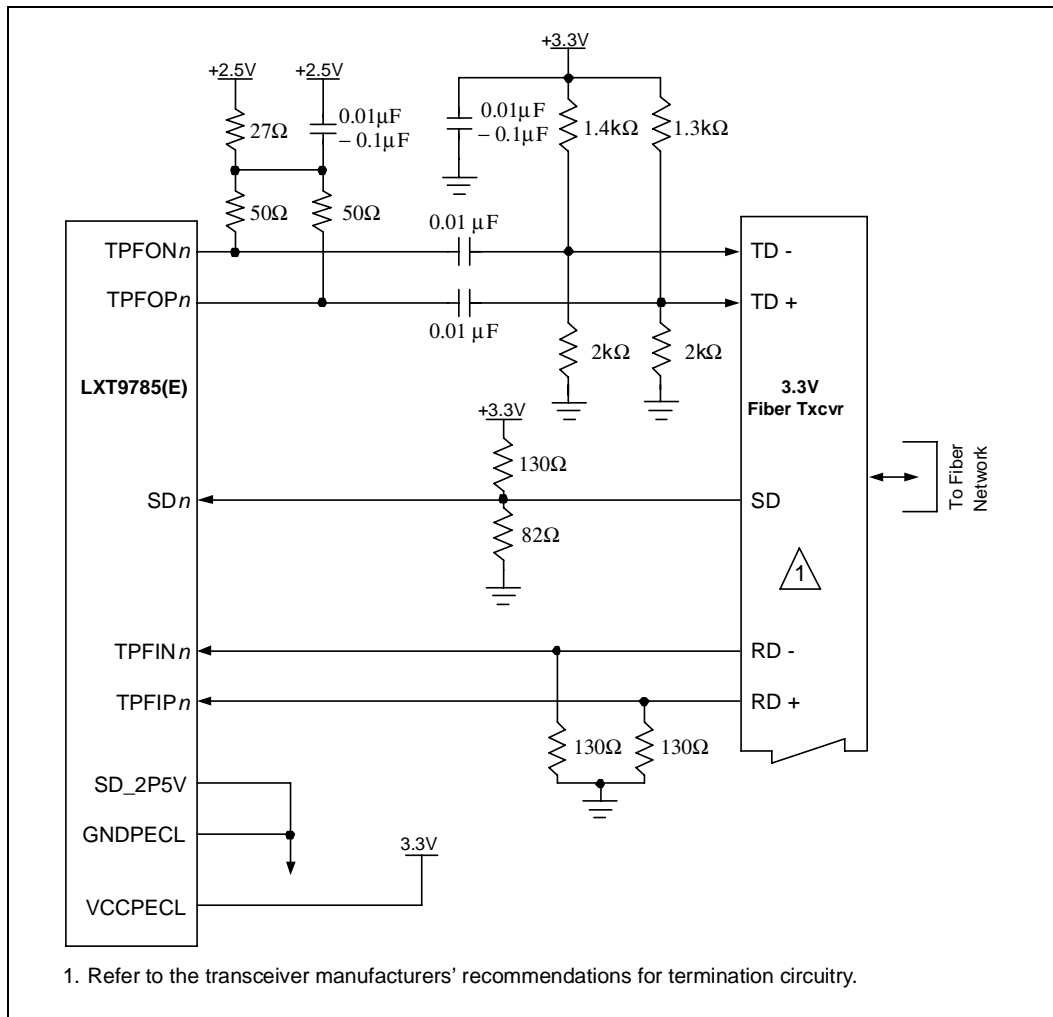 +3.3V
+2.5V
+2.5V
27Ω
0.01µF
– 0.1µF
0.01µF
– 0.1µF
1.4kΩ
1.3kΩ
50Ω
50Ω
0.01 µF
TPFONn
TD -
TPFOPn
TD +
0.01 µF
2kΩ
2kΩ
LXT9785(E)
3.3V
Fiber Txcvr
+3.3V
130Ω
SDn
SD
82Ω
To Fiber
Network
1
TPFINn
RD -
TPFIPn
RD +
130Ω
130Ω
SD_2P5V
GNDPECL
3.3V
VCCPECL
1. Refer to the transceiver manufacturers’ recommendations for termination circuitry.